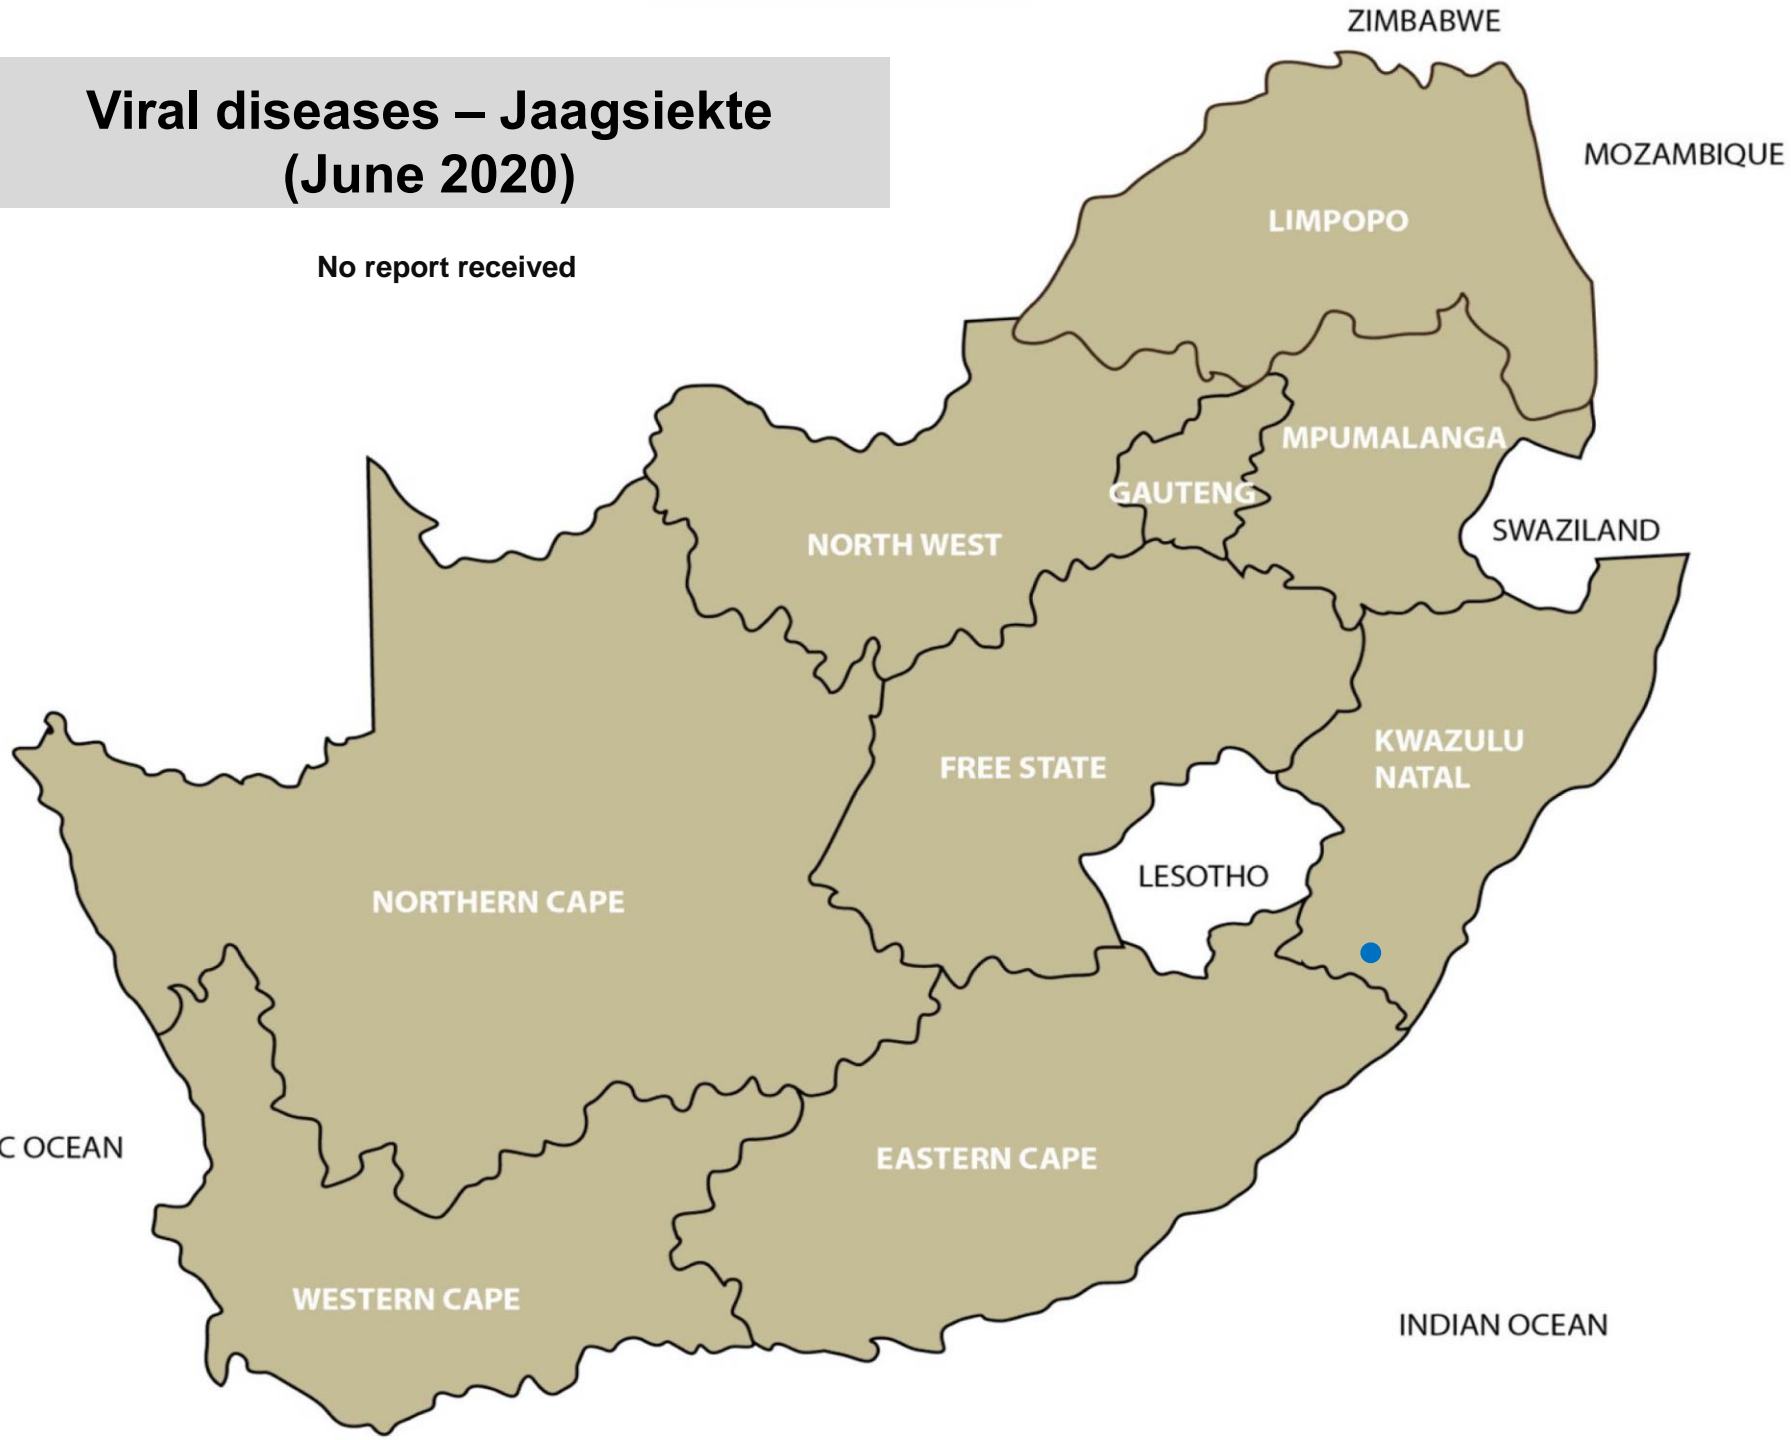 ZIMBABWE
Viral diseases – Jaagsiekte
(June 2020)
MOZAMBIQUE
LIMPOPO
No report received
MPUMALANGA
GAUTENG
SWAZILAND
NORTH WEST
KWAZULU
NATAL
FREE STATE
LESOTHO
NORTHERN CAPE
C OCEAN
EASTERN CAPE
WESTERN CAPE
INDIAN OCEAN